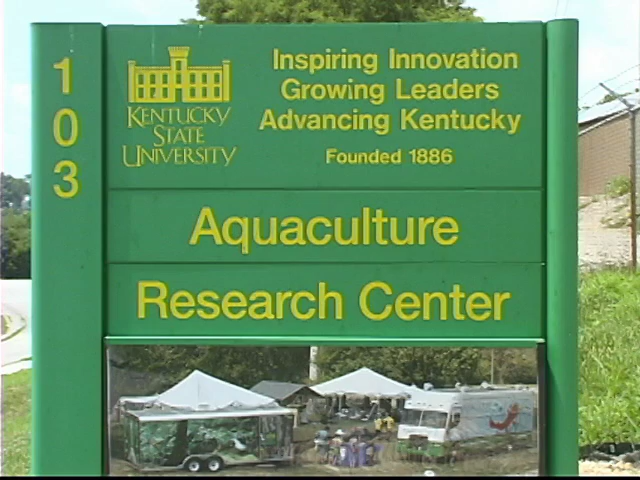 103
KENTUCKY
STATE
UNIVERSITY
Inspiring Innovation
Growing Leaders
Advancing Kentucky
Founded 1886
Aquaculture
Research Center